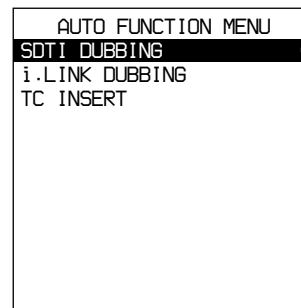 AUTO FUNCTION MENU
SDTI DUBBING
i.LINK DUBBING
TC INSERT